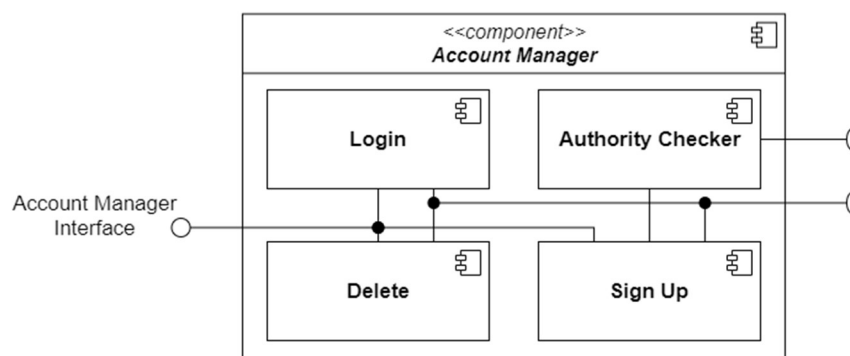 <<component>>
Account Manager
Login
Authority Checker
Account Manager
Interface
Delete
Sign Up